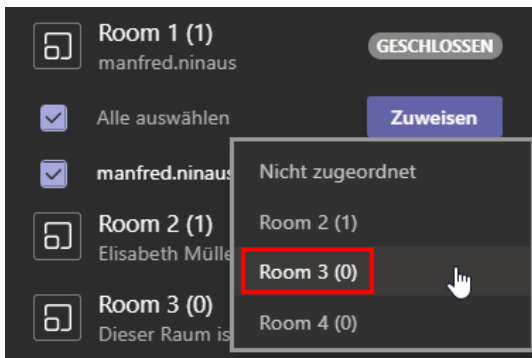 Room 1 (1)
manfred.ninaus
GESCHLOSSEN
Alle auswählen
Zuweisen
manfred.ninaus
Nicht zugeordnet
Room 2 (1)
Elisabeth Mülle
Room 2 (1)
Room 3 (0)
Room 3 (0)
Dieser Raum is
Room 4 (0)